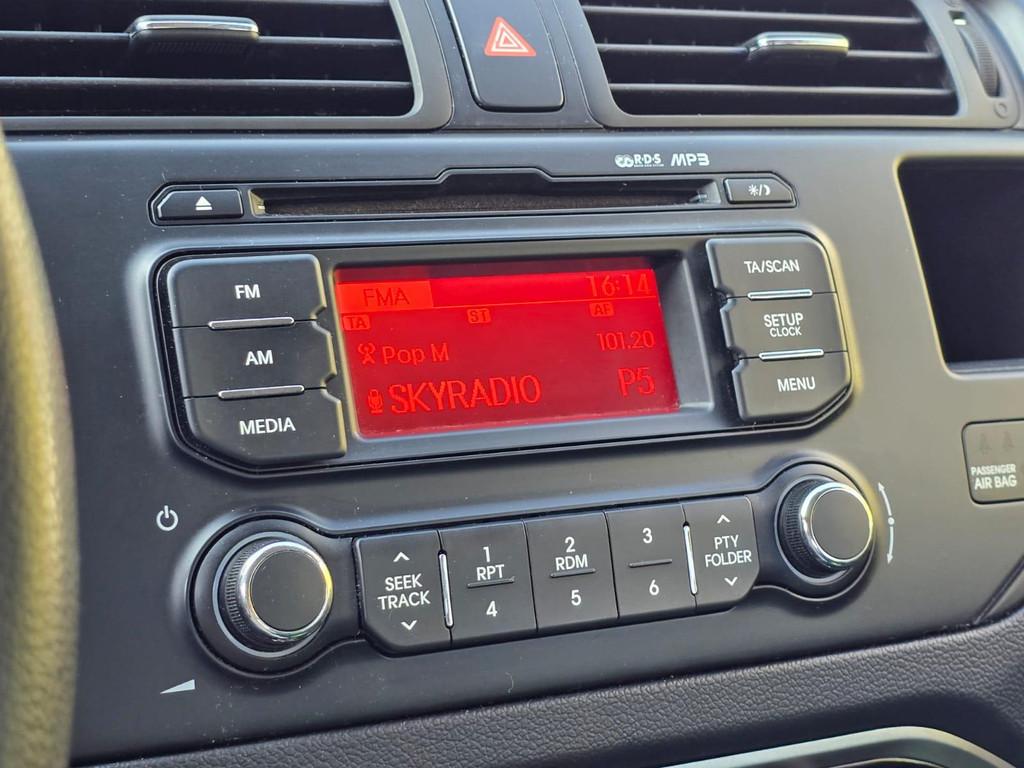 R·D·S MP3
FM
AM
MEDIA
FMA 16:14
TA ST AF
Pop M 101.20
SKYRADIO P5
TA/SCAN
SETUP
CLOCK
MENU
PASSENGER
AIR BAG
SEEK
TRACK
1
RPT
4
2
RDM
5
3
6
PTY
FOLDER